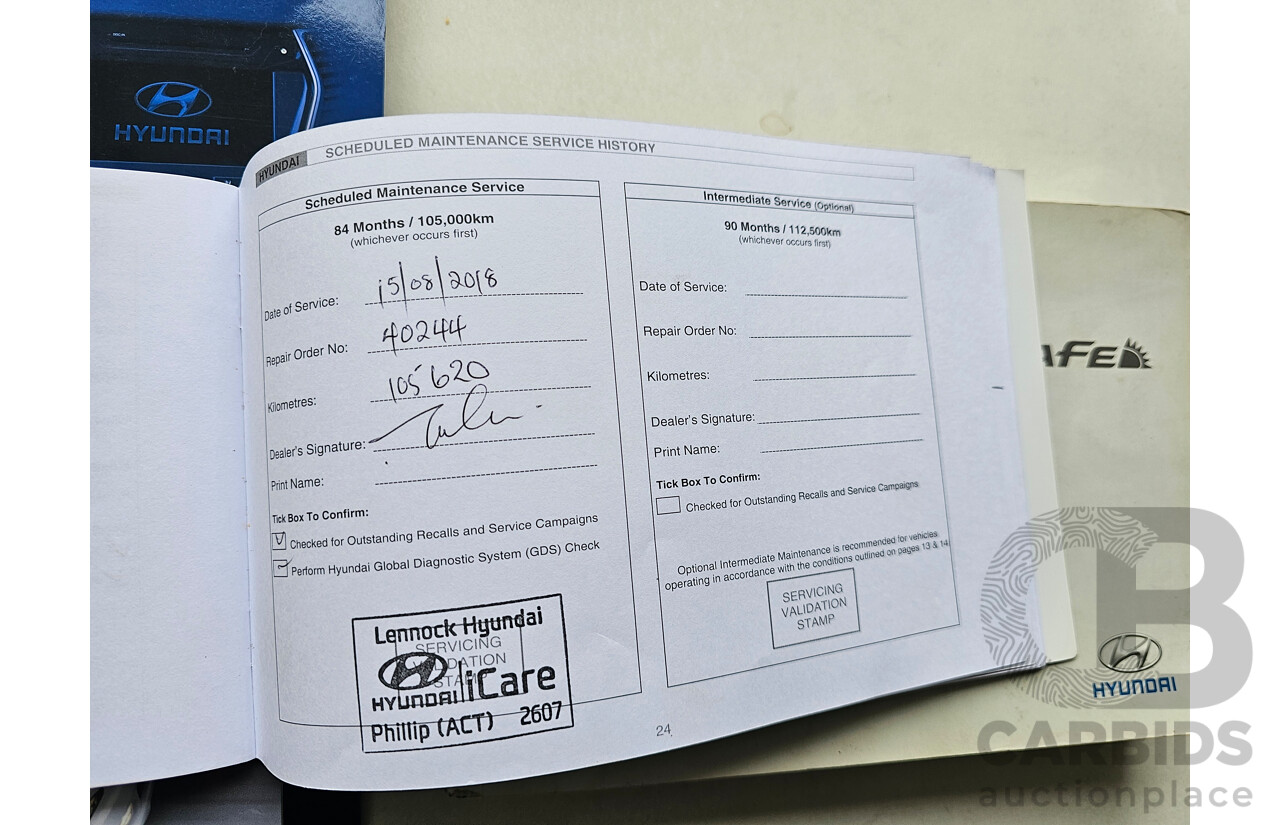 HYUNDAI
HYUNDAI SCHEDULED MAINTENANCE SERVICE HISTORY
Scheduled Maintenance Service
84 Months / 105,000km
(whichever occurs first)
Date of Service: 15/08/2018
Repair Order No: 40244
Kilometres: 105620
Dealer's Signature:
Print Name:
Tick Box To Confirm:
Checked for Outstanding Recalls and Service Campaigns
Perform Hyundai Global Diagnostic System (GDS) Check
Lennock Hyundai
SERVICING
VALIDATION
STAMP
HYUNDAI iCare
Phillip (ACT) 2607
Intermediate Service (Optional)
90 Months / 112,500km
(whichever occurs first)
Date of Service:
Repair Order No:
Kilometres:
Dealer's Signature:
Print Name:
Tick Box To Confirm:
Checked for Outstanding Recalls and Service Campaigns
Optional Intermediate Maintenance is recommended for vehicles
operating in accordance with the conditions outlined on pages 13 & 14.
SERVICING
VALIDATION
STAMP
24
AFE
HYUNDAI
CB
CARBIDS
auctionplace